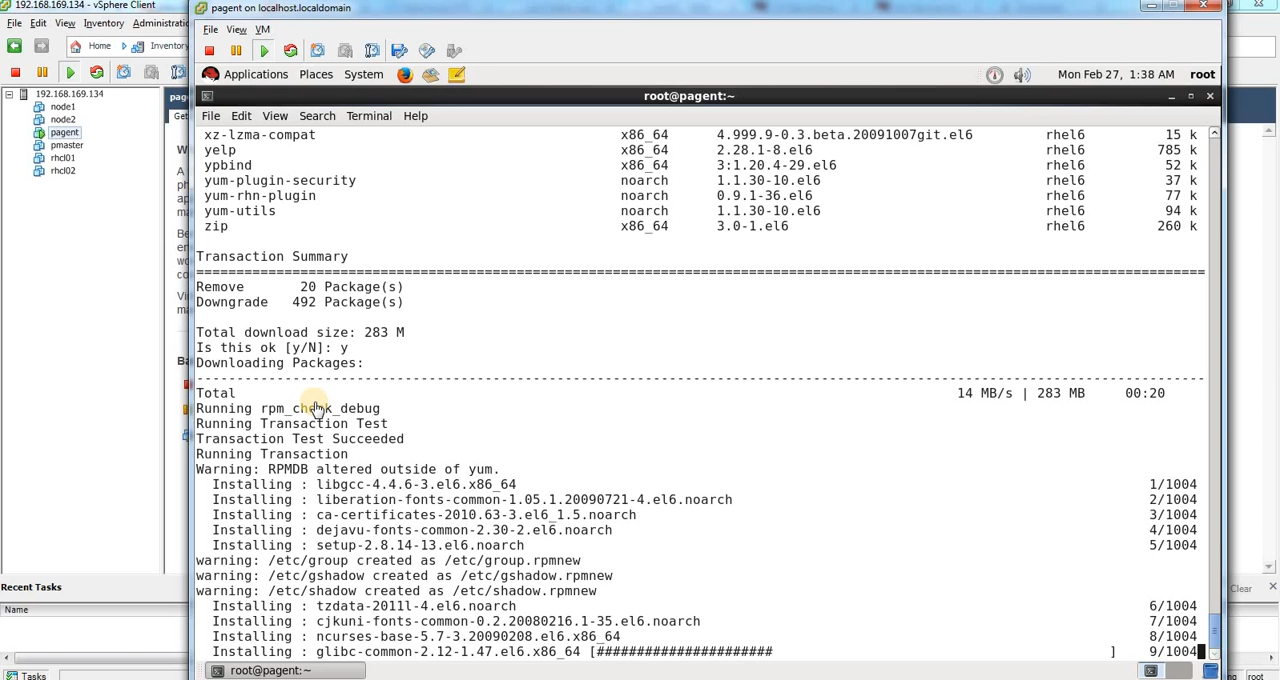 192.168.169.134 - vSphere Client
pagent on localhost.localdomain
File Edit View Inventory
File View VM
Home
Applications Places System
Mon Feb 27, 1:38 AM root
root@pagent:~
192.168.169.134
node1
node2
pagent
pmaster
rhcl01
rhcl02
File Edit View Search Terminal Help
xz-lzma-compat x86_64 4.999.9-0.3.beta.20091007git.el6 rhel6 15 k
yelp x86_64 2.28.1-8.el6 rhel6 785 k
ypbind x86_64 3:1.20.4-29.el6 rhel6 52 k
yum-plugin-security noarch 1.1.30-10.el6 rhel6 37 k
yum-rhn-plugin noarch 0.9.1-36.el6 rhel6 77 k
yum-utils noarch 1.1.30-10.el6 rhel6 94 k
zip x86_64 3.0-1.el6 rhel6 260 k
Transaction Summary
Remove 20 Package(s)
Downgrade 492 Package(s)
Total download size: 283 M
Is this ok [y/N]: y
Downloading Packages:
Total 14 MB/s | 283 MB 00:20
Running
Running Transaction Test
Transaction Test Succeeded
Running Transaction
Warning: RPMDB altered outside of yum.
Installing : libgcc-4.4.6-3.el6.x86_64 1/1004
Installing : liberation-fonts-common-1.05.1.20090721-4.el6.noarch 2/1004
Installing : ca-certificates-2010.63-3.el6_1.5.noarch 3/1004
Installing : dejavu-fonts-common-2.30-2.el6.noarch 4/1004
Installing : setup-2.8.14-13.el6.noarch 5/1004
warning: /etc/group created as /etc/group.rpmnew
warning: /etc/gshadow created as /etc/gshadow.rpmnew
warning: /etc/shadow created as /etc/shadow.rpmnew
Installing : tzdata-2011l-4.el6.noarch 6/1004
Installing : cjkuni-fonts-common-0.2.20080216.1-35.el6.noarch 7/1004
Installing : ncurses-base-5.7-3.20090208.el6.x86_64 8/1004
Installing : glibc-common-2.12-1.47.el6.x86_64 [###################### ] 9/1004
Recent Tasks
Name
Clear
Tasks
root@pagent:~
root